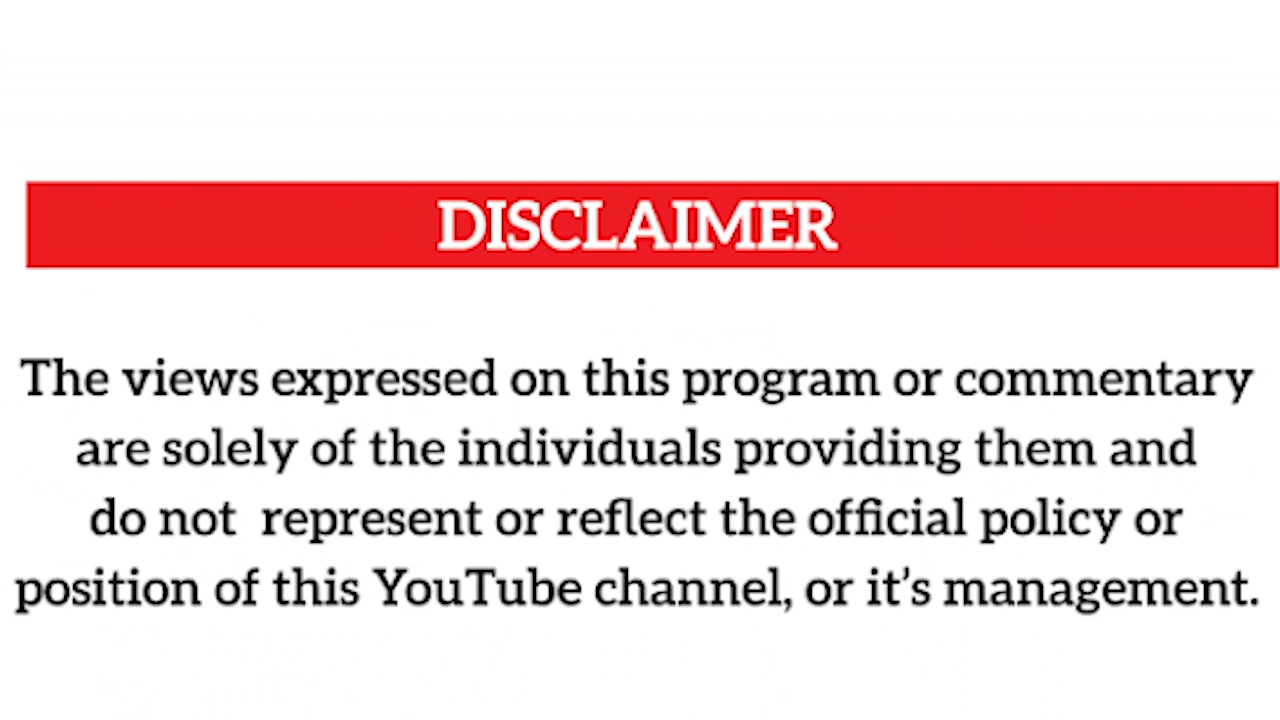 DISCLAIMER
The views expressed on this program or commentary
are solely of the individuals providing them and
do not  represent or reflect the official policy or
position of this YouTube channel, or it’s management.